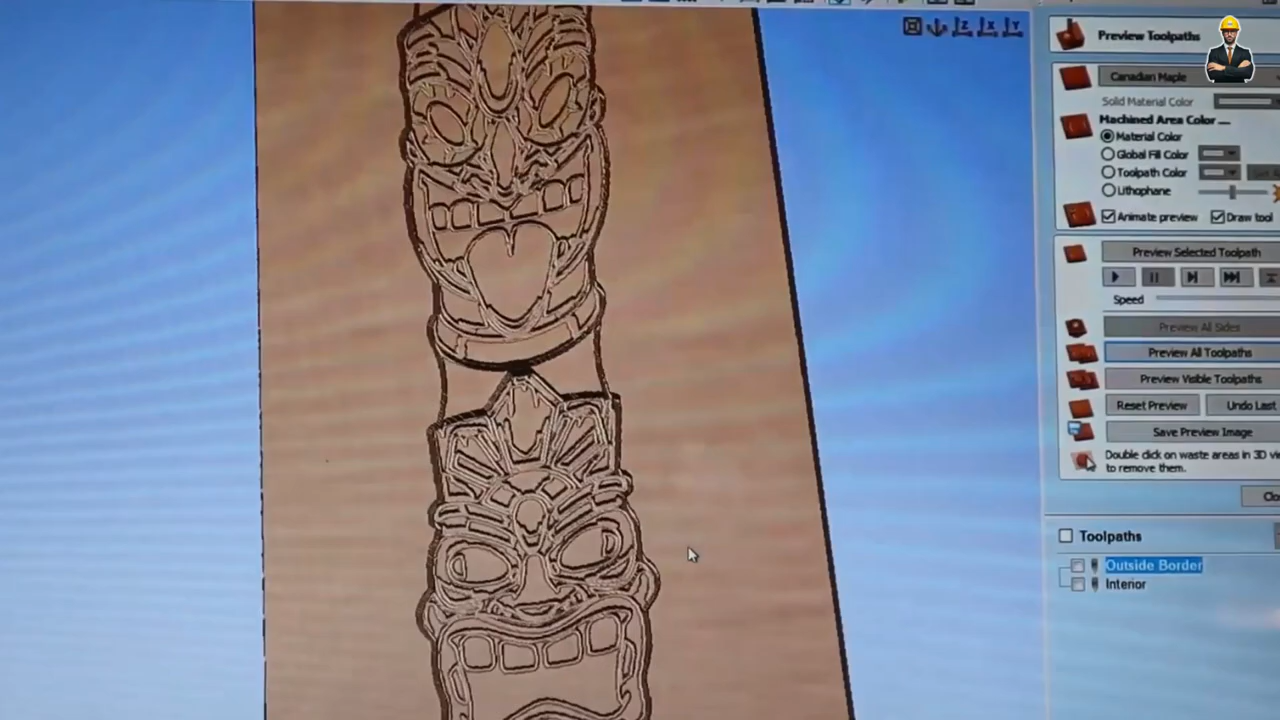 Preview Toolpaths
Canadian Maple
Solid Material Color
Machined Area Color
Material Color
Global Fill Color
Toolpath Color
Lithophane
Animate preview
Draw tool
Preview Selected Toolpath
Speed
Preview All Sides
Preview All Toolpaths
Preview Visible Toolpaths
Reset Preview
Undo Last
Save Preview Image
Double click on waste areas in 3D
to remove them.
Toolpaths
Outside Border
Interior